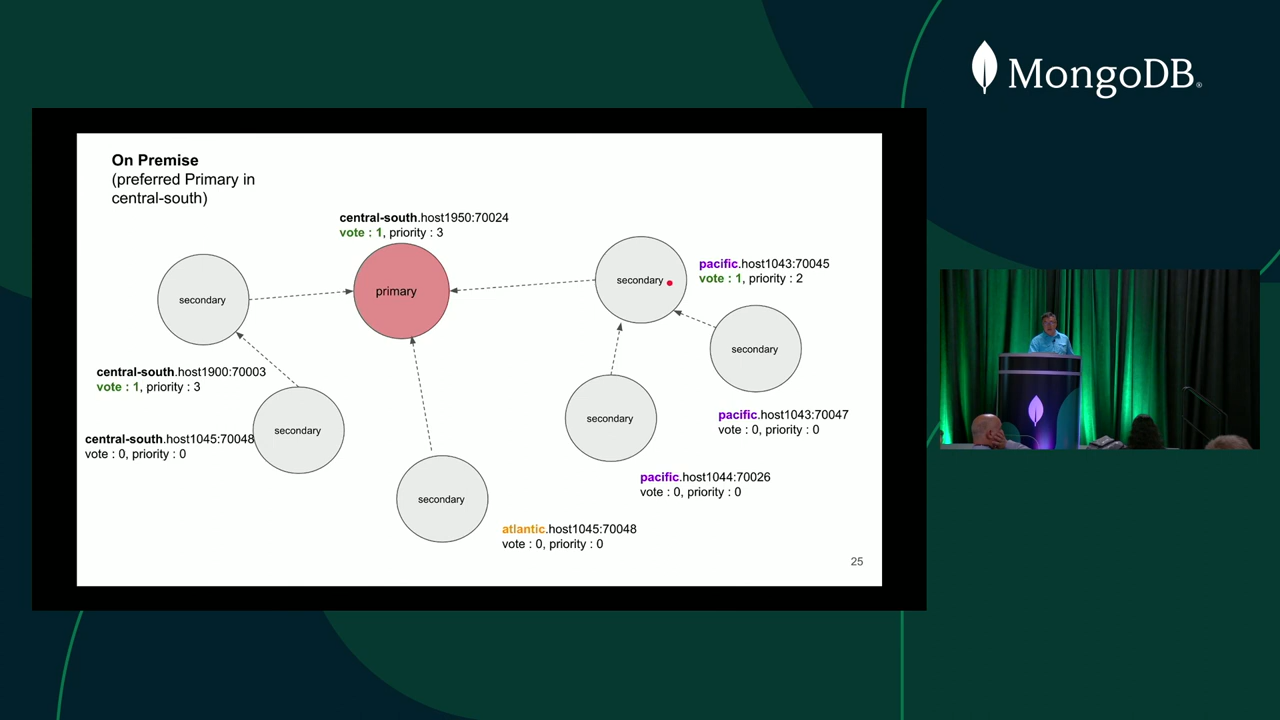 MongoDB®
On Premise
(preferred Primary in
central-south)
central-south.host1950:70024
vote : 1, priority : 3
primary
secondary
central-south.host1900:70003
vote : 1, priority : 3
secondary
central-south.host1045:70048
vote : 0, priority : 0
secondary
atlantic.host1045:70048
vote : 0, priority : 0
secondary
pacific.host1043:70045
vote : 1, priority : 2
secondary
pacific.host1043:70047
vote : 0, priority : 0
secondary
pacific.host1044:70026
vote : 0, priority : 0
25